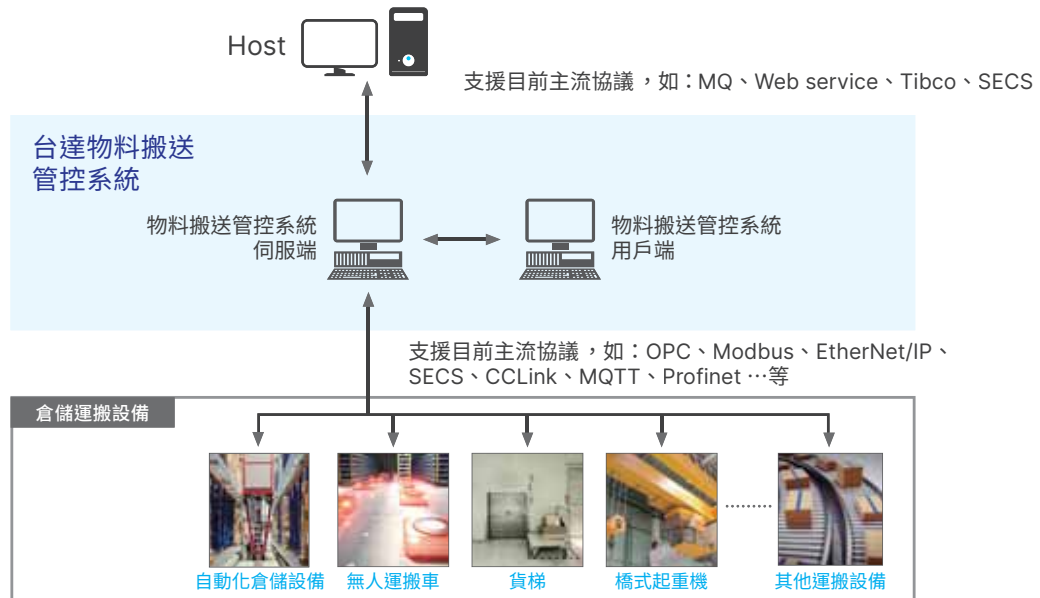 Host
支援目前主流協議，如：MQ、Web service、Tibco、SECS
台達物料搬送
管控系統
物料搬送管控系統
伺服端
物料搬送管控系統
用戶端
支援目前主流協議，如：OPC、Modbus、EtherNet/IP、
SECS、CCLink、MQTT、Profinet ⋯等
倉儲運搬設備
自動化倉儲設備
無人運搬車
貨梯
橋式起重機
其他運搬設備